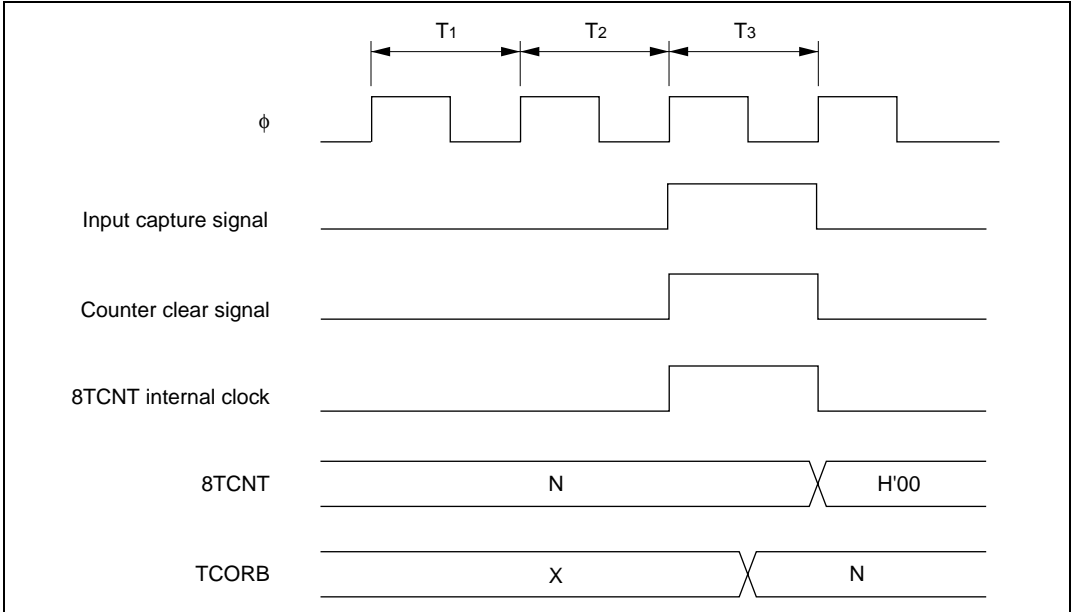 T1 T2 T3
φ
Input capture signal
Counter clear signal
8TCNT internal clock
8TCNT N H'00
TCORB X N